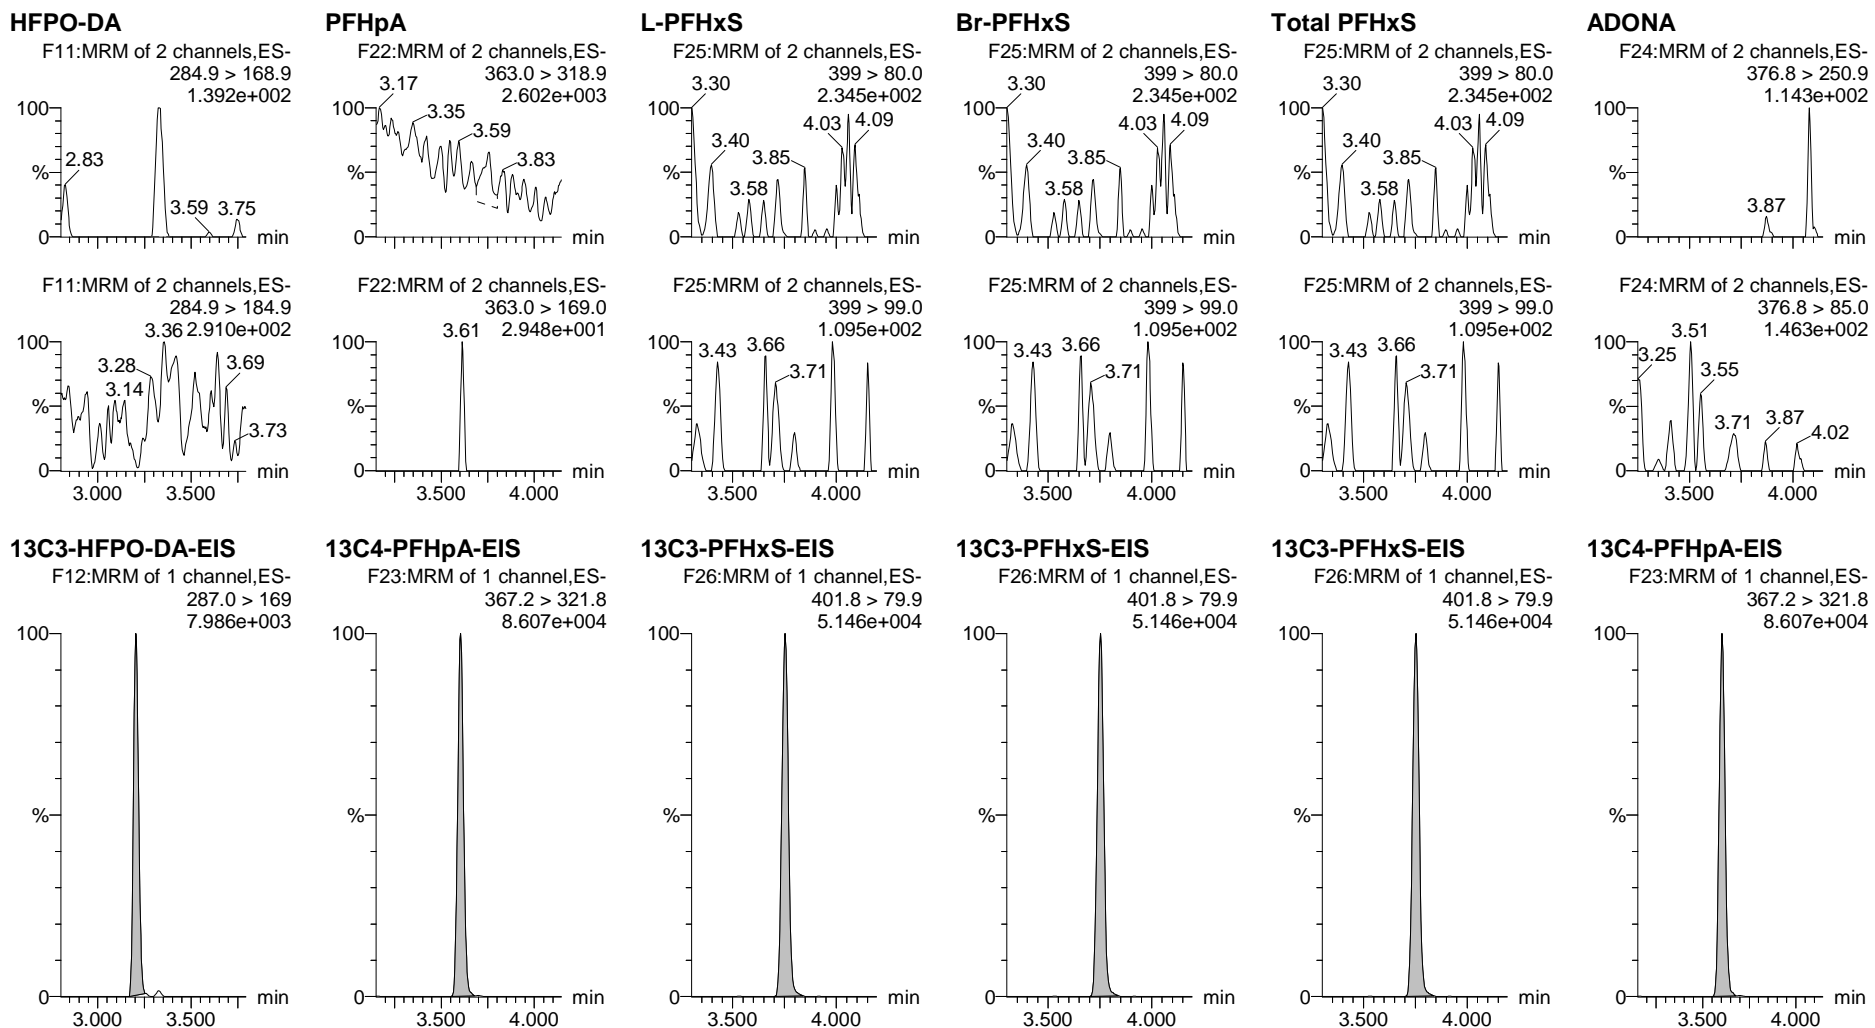 HFPO-DA
F11:MRM of 2 channels,ES-
284.9 > 168.9
1.392e+002
100
%
0
2.83
3.59
3.75
min
PFHpA
F22:MRM of 2 channels,ES-
363.0 > 318.9
2.602e+003
3.17
100
3.35
3.59
3.83
%
0
min
L-PFHxS
F25:MRM of 2 channels,ES-
399 > 80.0
2.345e+002
3.30
100
3.40
3.58
3.85
4.03
4.09
%
0
min
Br-PFHxS
F25:MRM of 2 channels,ES-
399 > 80.0
2.345e+002
3.30
100
3.40
3.58
3.85
4.03
4.09
%
0
min
Total PFHxS
F25:MRM of 2 channels,ES-
399 > 80.0
2.345e+002
3.30
100
3.40
3.58
3.85
4.03
4.09
%
0
min
ADONA
F24:MRM of 2 channels,ES-
376.8 > 250.9
1.143e+002
100
%
3.87
0
min
F11:MRM of 2 channels,ES-
284.9 > 184.9
3.36 2.910e+002
100
3.28
3.14
3.69
3.73
%
0
min
3.000 3.500
F22:MRM of 2 channels,ES-
363.0 > 169.0
3.61 2.948e+001
100
%
0
min
3.500 4.000
F25:MRM of 2 channels,ES-
399 > 99.0
1.095e+002
100
3.43
3.66
3.71
%
0
min
3.500 4.000
F25:MRM of 2 channels,ES-
399 > 99.0
1.095e+002
100
3.43
3.66
3.71
%
0
min
3.500 4.000
F25:MRM of 2 channels,ES-
399 > 99.0
1.095e+002
100
3.43
3.66
3.71
%
0
min
3.500 4.000
F24:MRM of 2 channels,ES-
376.8 > 85.0
1.463e+002
100
3.25
3.51
3.55
3.71
3.87
4.02
%
0
min
3.500 4.000
13C3-HFPO-DA-EIS
F12:MRM of 1 channel,ES-
287.0 > 169
7.986e+003
100
%
0
min
3.000 3.500
13C4-PFHpA-EIS
F23:MRM of 1 channel,ES-
367.2 > 321.8
8.607e+004
100
%
0
min
3.500 4.000
13C3-PFHxS-EIS
F26:MRM of 1 channel,ES-
401.8 > 79.9
5.146e+004
100
%
0
min
3.500 4.000
13C3-PFHxS-EIS
F26:MRM of 1 channel,ES-
401.8 > 79.9
5.146e+004
100
%
0
min
3.500 4.000
13C3-PFHxS-EIS
F26:MRM of 1 channel,ES-
401.8 > 79.9
5.146e+004
100
%
0
min
3.500 4.000
13C4-PFHpA-EIS
F23:MRM of 1 channel,ES-
367.2 > 321.8
8.607e+004
100
%
0
min
3.500 4.000